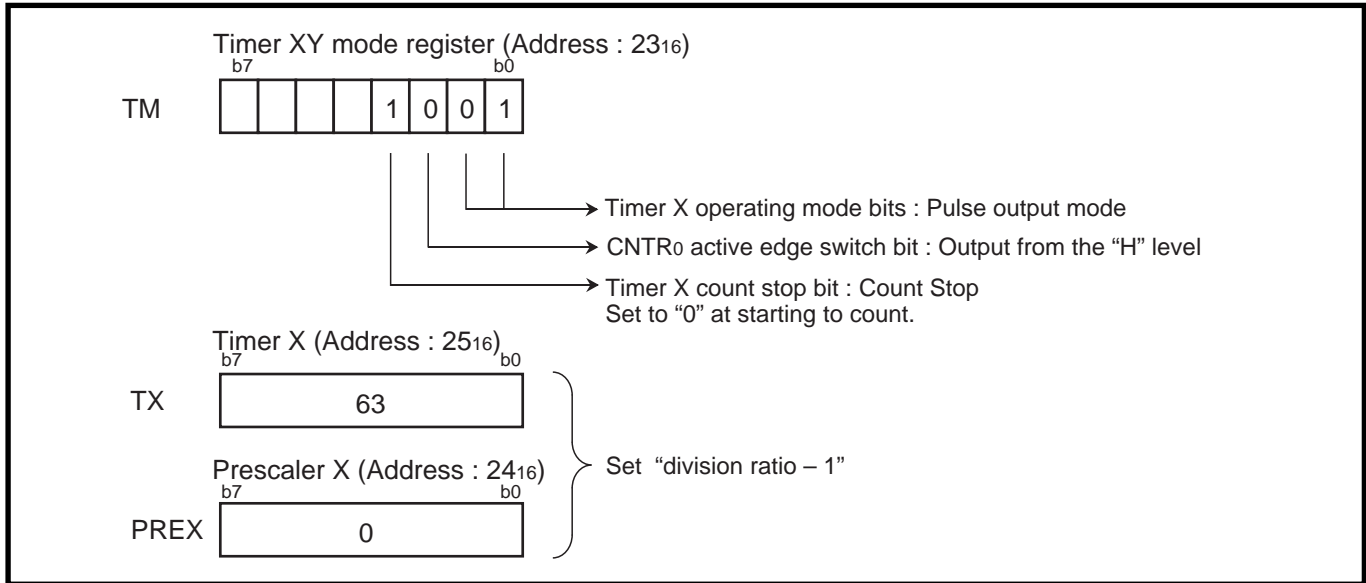 Timer XY mode register (Address : 2316)
b7 b0
TM 1 0 0 1
Timer X operating mode bits : Pulse output mode
CNTR0 active edge switch bit : Output from the “H” level
Timer X count stop bit : Count Stop
Set to “0” at starting to count.
Timer X (Address : 2516)
b7 b0
TX 63
Set “division ratio – 1”
Prescaler X (Address : 2416)
b7 b0
PREX 0